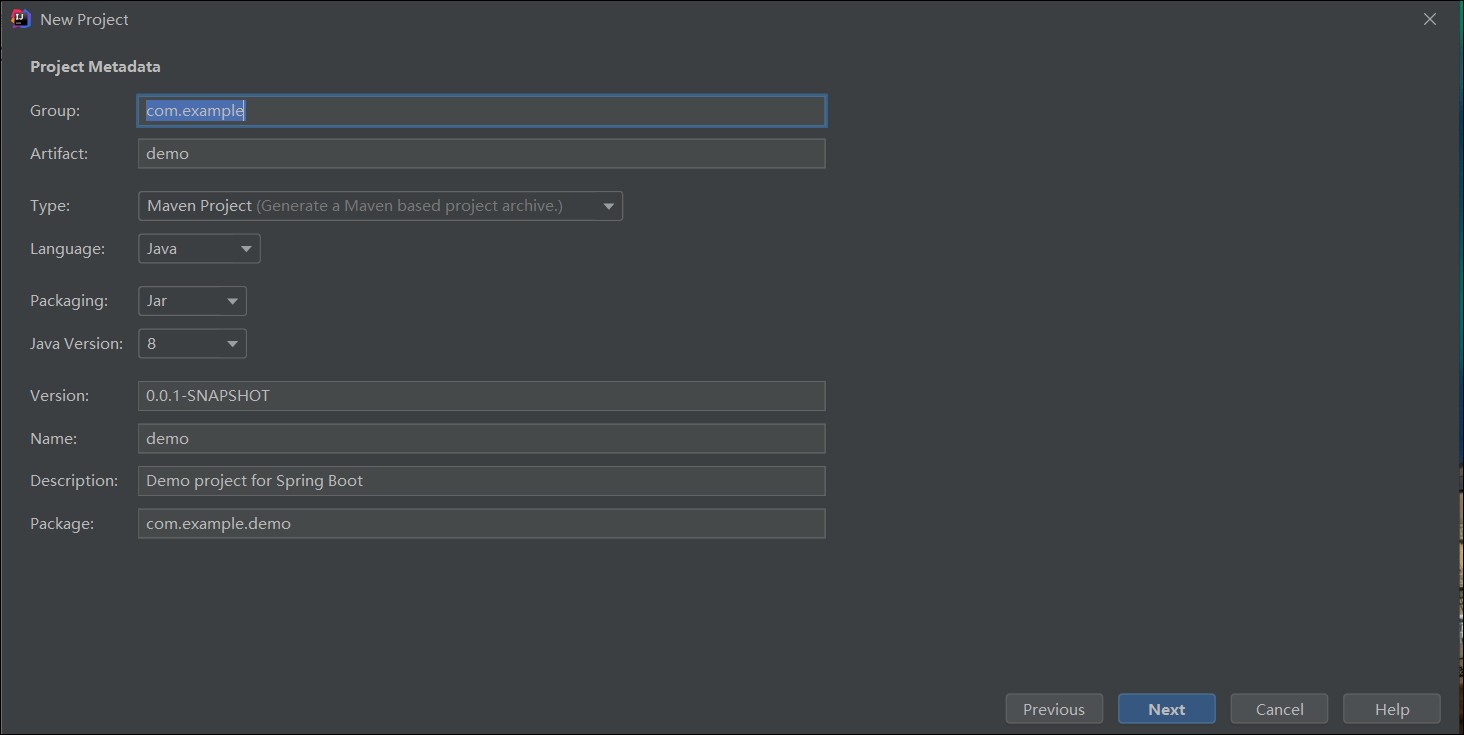 New Project
Project Metadata
Group: com.example
Artifact: demo
Type: Maven Project (Generate a Maven based project archive.)
Language: Java
Packaging: Jar
Java Version: 8
Version: 0.0.1-SNAPSHOT
Name: demo
Description: Demo project for Spring Boot
Package: com.example.demo
Previous Next Cancel Help